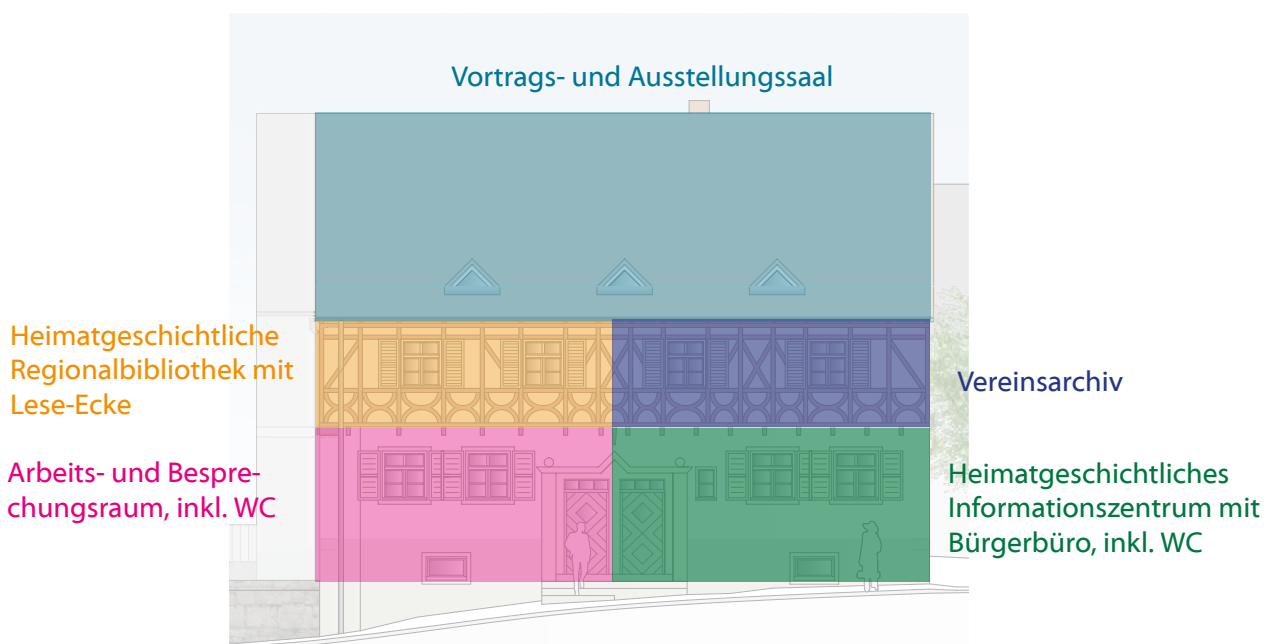 Vortrags- und Ausstellungssaal
Heimatgeschichtliche
Regionalbibliothek mit
Lese-Ecke
Vereinsarchiv
Arbeits- und Bespre-
chungsraum, inkl. WC
Heimatgeschichtliches
Informationszentrum mit
Bürgerbüro, inkl. WC